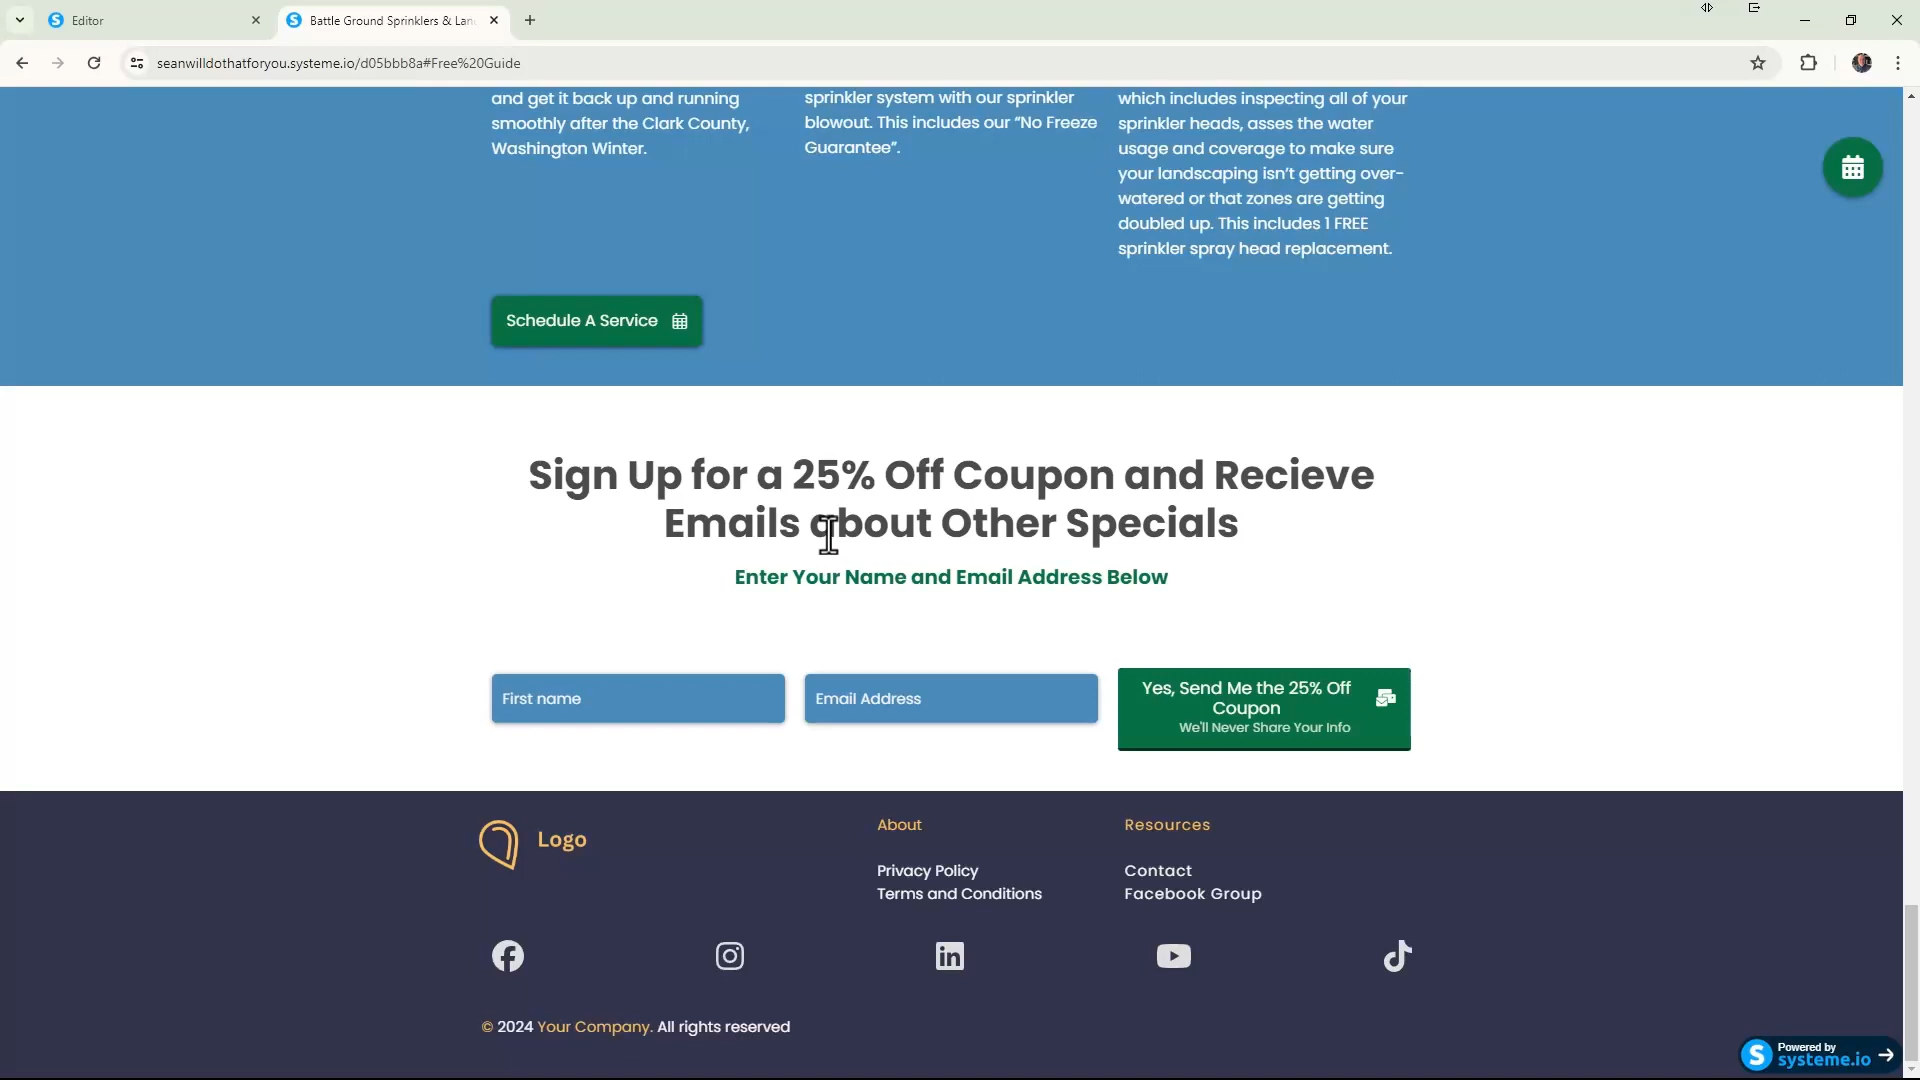 Editor
Battle Ground Sprinklers & Lan
seanwilldothatforyou.systeme.io/d05bbb8a#Free%20Guide
and get it back up and running
smoothly after the Clark County,
Washington Winter.
sprinkler system with our sprinkler
blowout. This includes our “No Freeze
Guarantee”.
which includes inspecting all of your
sprinkler heads, asses the water
usage and coverage to make sure
your landscaping isn’t getting over-
watered or that zones are getting
doubled up. This includes 1 FREE
sprinkler spray head replacement.
Schedule A Service
Sign Up for a 25% Off Coupon and Recieve
Emails about Other Specials
Enter Your Name and Email Address Below
First name
Email Address
Yes, Send Me the 25% Off
Coupon
We'll Never Share Your Info
Logo
About
Privacy Policy
Terms and Conditions
Resources
Contact
Facebook Group
© 2024 Your Company. All rights reserved
Powered by
systeme.io